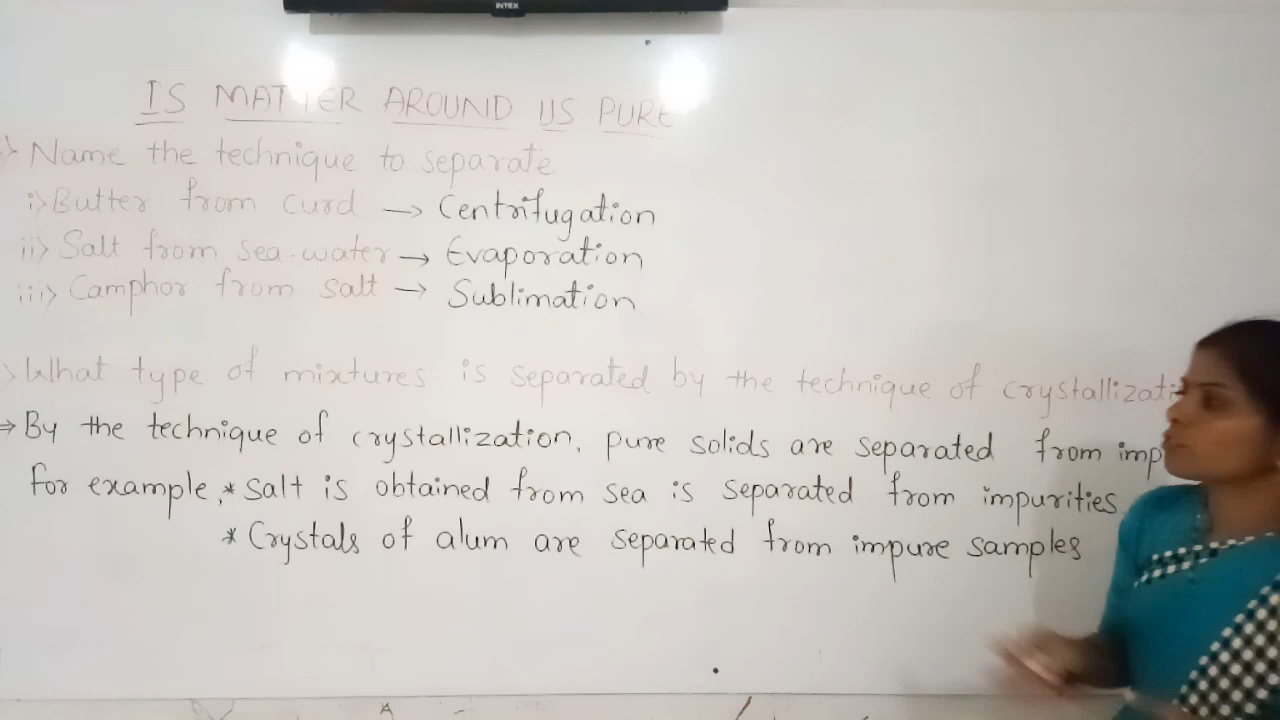 INTEX
IS MATTER AROUND US PURE
Name the technique to separate
i) Butter from curd → Centrifugation
ii) Salt from sea-water → Evaporation
iii) Camphor from salt → Sublimation
What type of mixtures is separated by the technique of crystallizati
⇒ By the technique of crystallization, pure solids are separated from imp
for example, * salt is obtained from sea is separated from impurities
* Crystals of alum are separated from impure samples